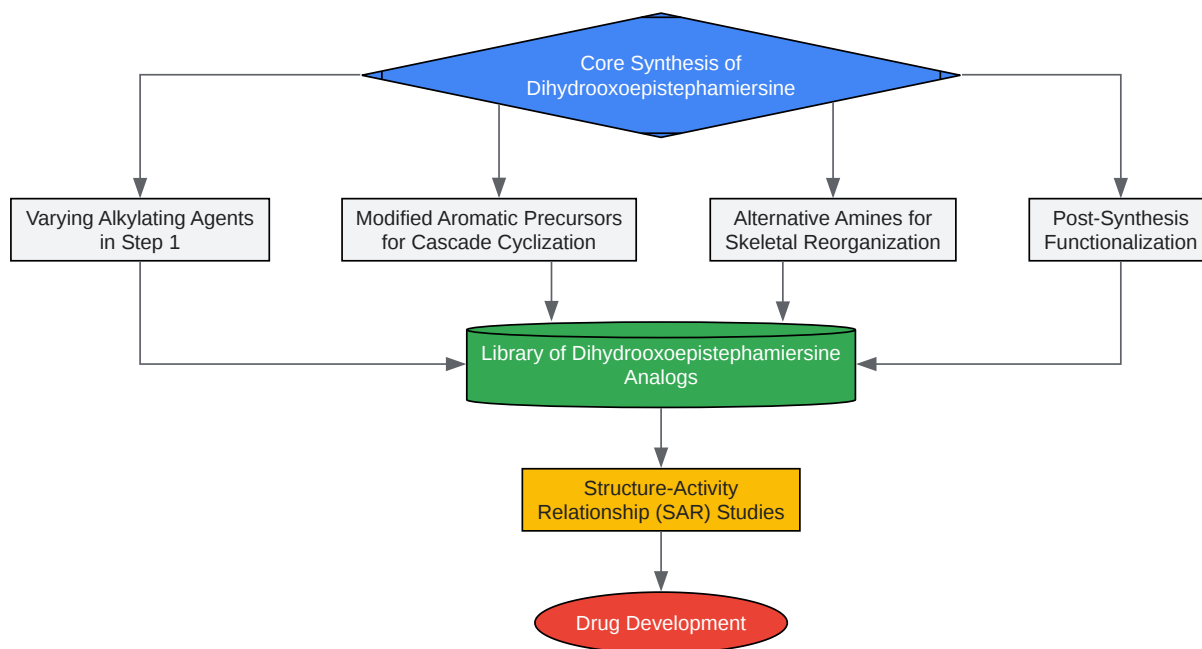 Core Synthesis of
Dihydrooxoepistephamiersine
Varying Alkylating Agents
in Step 1
Modified Aromatic Precursors
for Cascade Cyclization
Alternative Amines for
Skeletal Reorganization
Post-Synthesis
Functionalization
Library of Dihydrooxoepistephamiersine
Analogs
Structure-Activity
Relationship (SAR) Studies
Drug Development